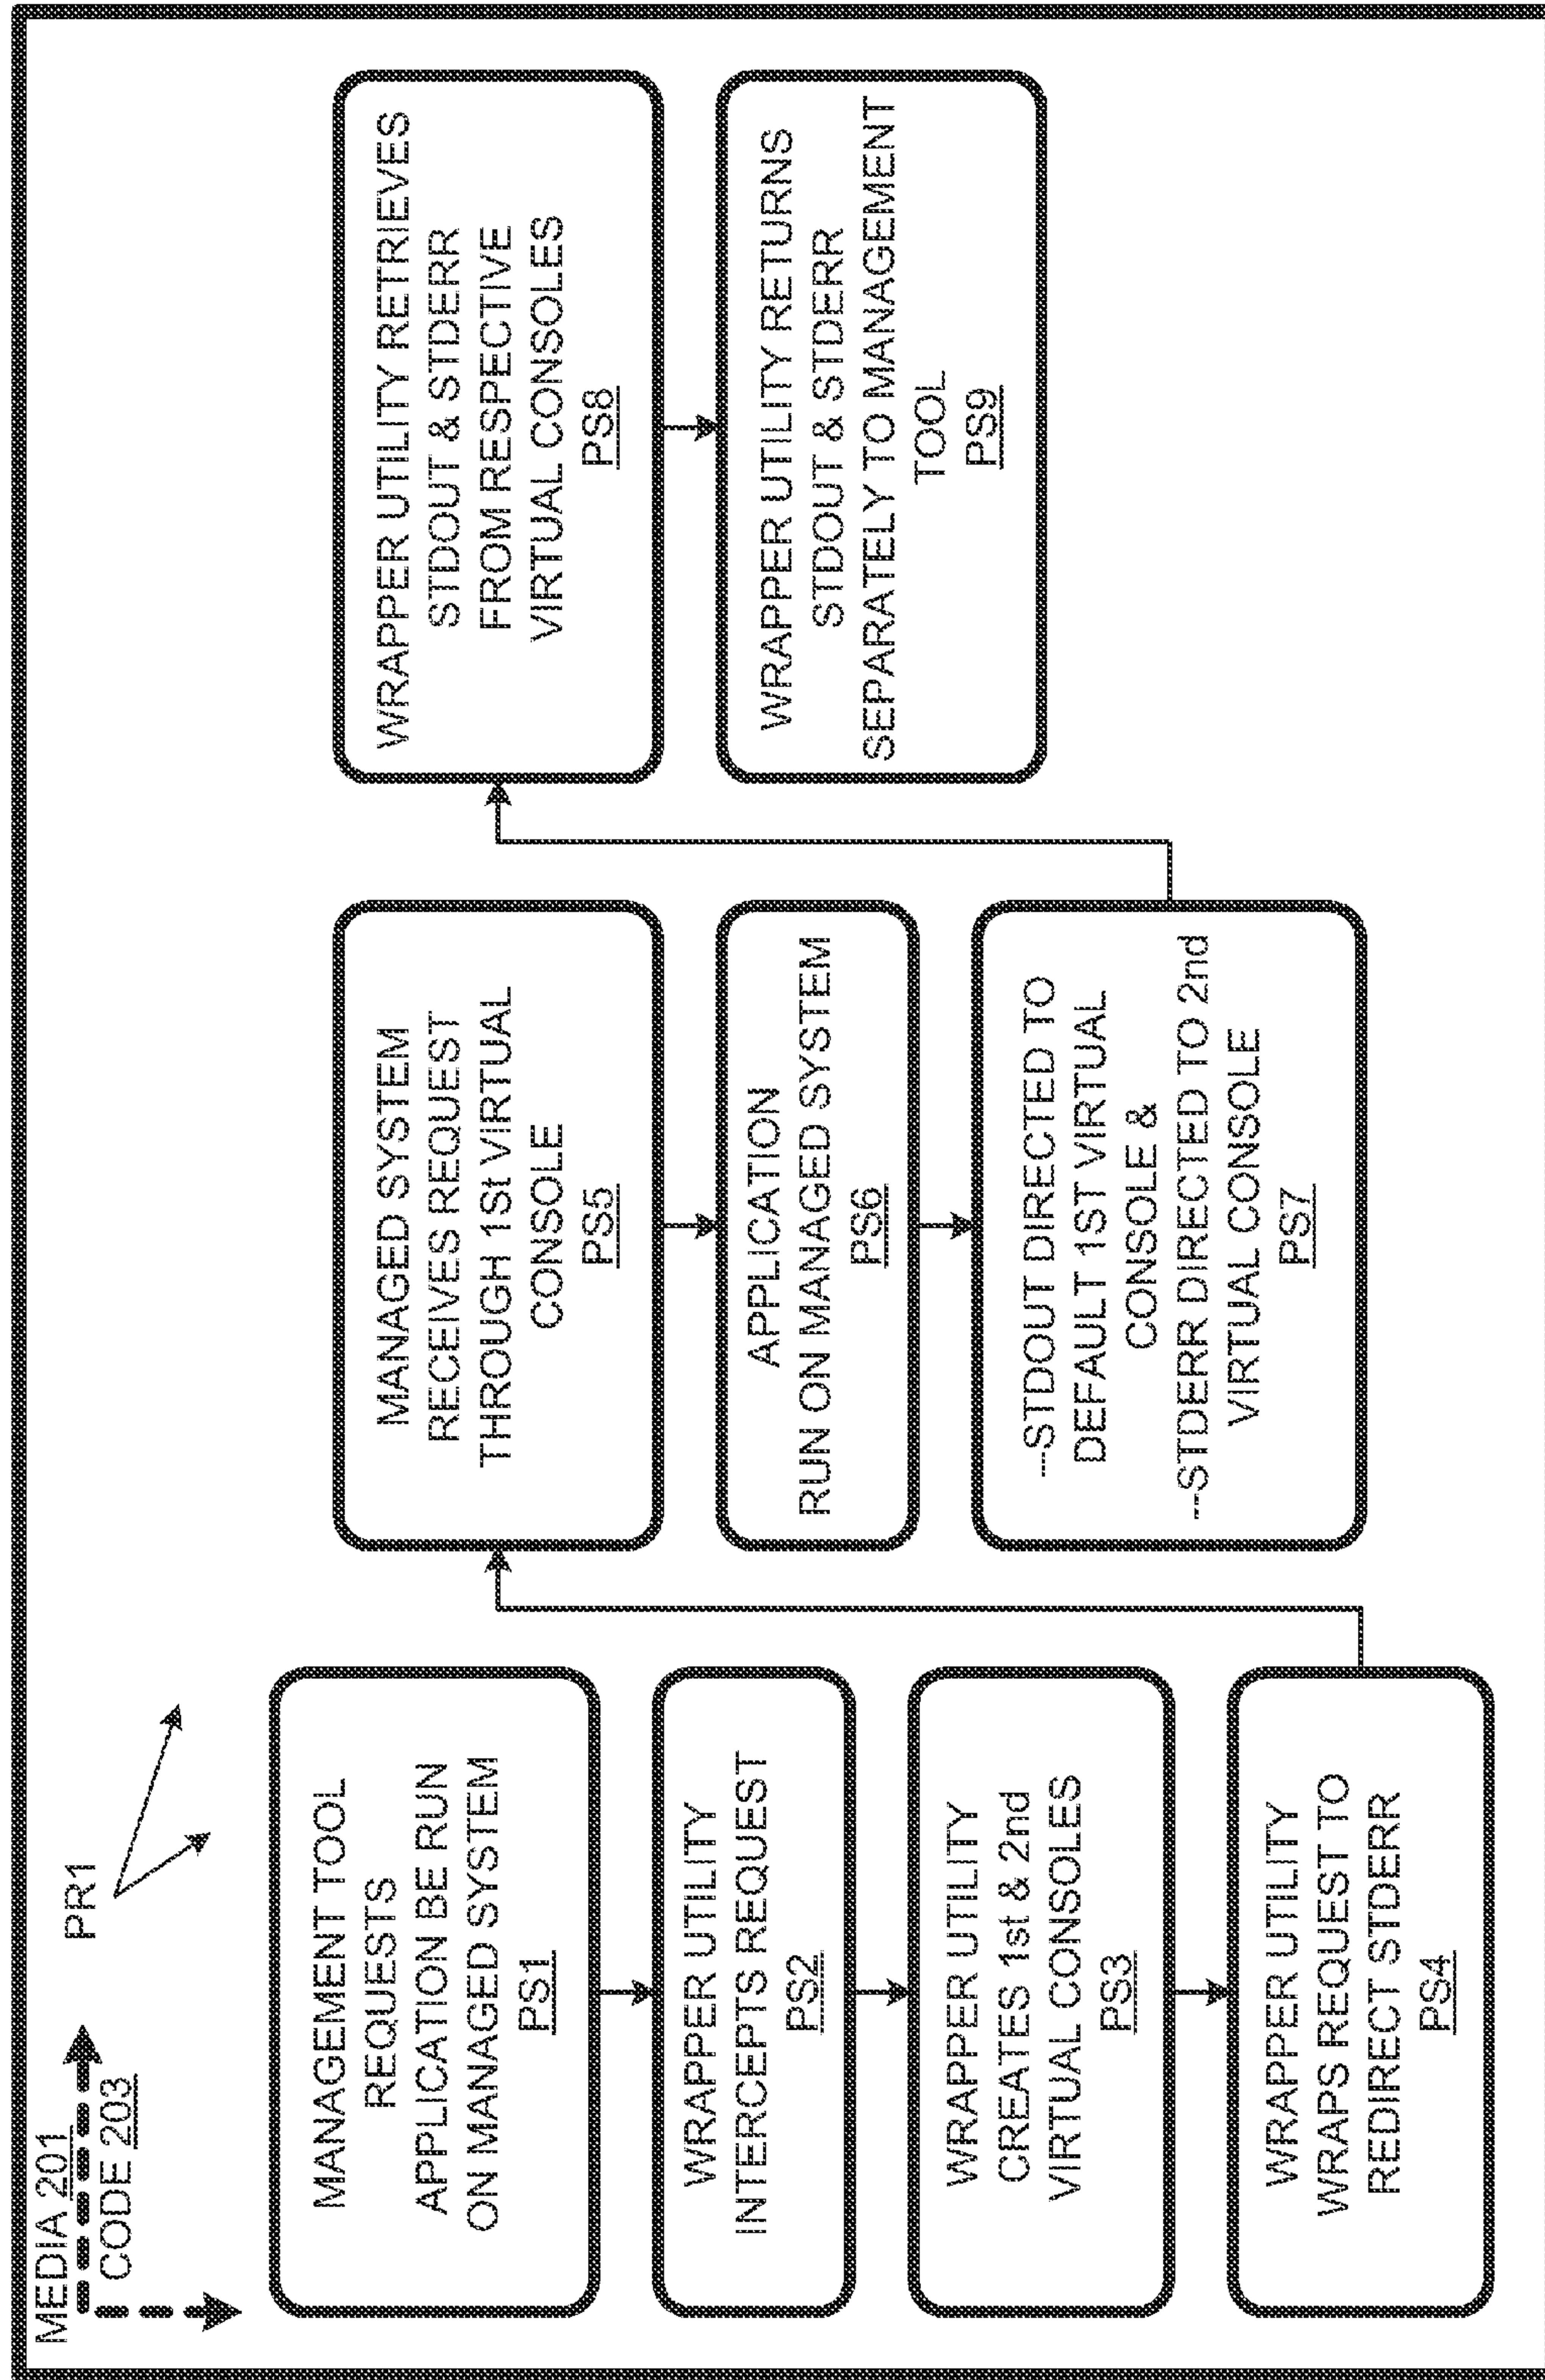 MEDIA 201
CODE 203
PR1
MANAGEMENT TOOL
REQUESTS
APPLICATION BE RUN
ON MANAGED SYSTEM
PS1
WRAPPER UTILITY
INTERCEPTS REQUEST
PS2
WRAPPER UTILITY
CREATES 1st & 2nd
VIRTUAL CONSOLES
PS3
WRAPPER UTILITY
WRAPS REQUEST TO
REDIRECT STDERR
PS4
MANAGED SYSTEM
RECEIVES REQUEST
THROUGH 1St VIRTUAL
CONSOLE
PS5
APPLICATION
RUN ON MANAGED SYSTEM
PS6
---STDOUT DIRECTED TO
DEFAULT 1ST VIRTUAL
CONSOLE &
---STDERR DIRECTED TO 2nd
VIRTUAL CONSOLE
PS7
WRAPPER UTILITY RETRIEVES
STDOUT & STDERR
FROM RESPECTIVE
VIRTUAL CONSOLES
PS8
WRAPPER UTILITY RETURNS
STDOUT & STDERR
SEPARATELY TO MANAGEMENT
TOOL
PS9